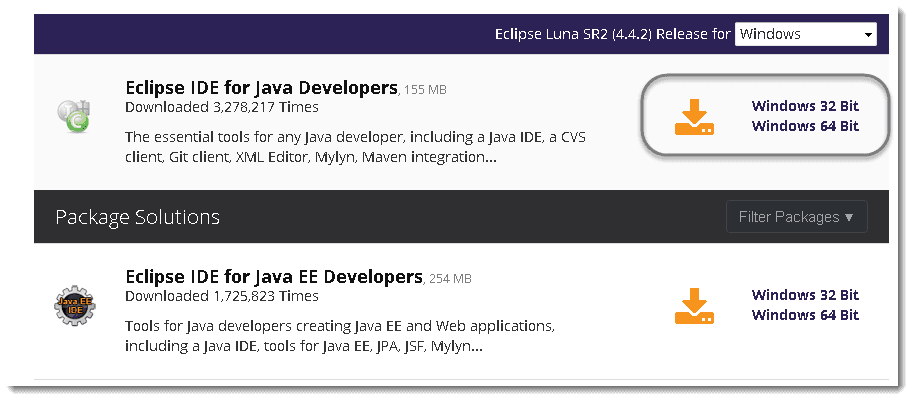 Eclipse Luna SR2 (4.4.2) Release for Windows
Eclipse IDE for Java Developers, 155 MB
Downloaded 3,278,217 Times
The essential tools for any Java developer, including a Java IDE, a CVS
client, Git client, XML Editor, Mylyn, Maven integration...
Windows 32 Bit
Windows 64 Bit
Package Solutions
Filter Packages ▼
Java EE
IDE
Eclipse IDE for Java EE Developers, 254 MB
Downloaded 1,725,823 Times
Tools for Java developers creating Java EE and Web applications,
including a Java IDE, tools for Java EE, JPA, JSF, Mylyn...
Windows 32 Bit
Windows 64 Bit